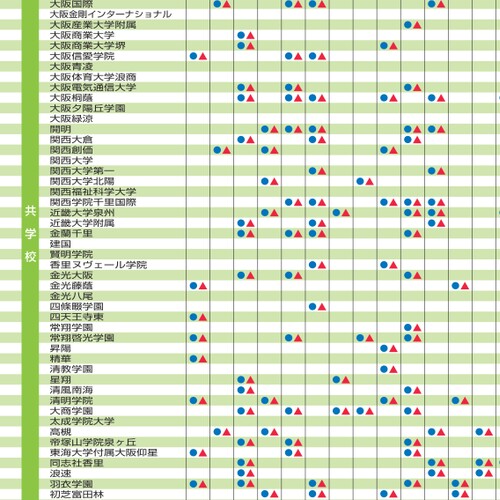 共学校
大阪国際
大阪金剛インターナショナル
大阪産業大学附属
大阪商業大学
大阪商業大学堺
大阪信愛学院
大阪青凌
大阪体育大学浪商
大阪電気通信大学
大阪桐蔭
大阪夕陽丘学園
大阪緑涼
開明
関西大倉
関西創価
関西大学
関西大学第一
関西大学北陽
関西福祉科学大学
関西学院千里国際
近畿大学泉州
近畿大学附属
金蘭千里
建国
賢明学院
香里ヌヴェール学院
金光大阪
金光藤蔭
金光八尾
四條畷学園
四天王寺東
常翔学園
常翔啓光学園
昇陽
精華
清教学園
星翔
清風南海
清明学院
大商学園
太成学院大学
高槻
帝塚山学院泉ヶ丘
東海大学付属大阪仰星
同志社香里
浪速
羽衣学園
初芝富田林